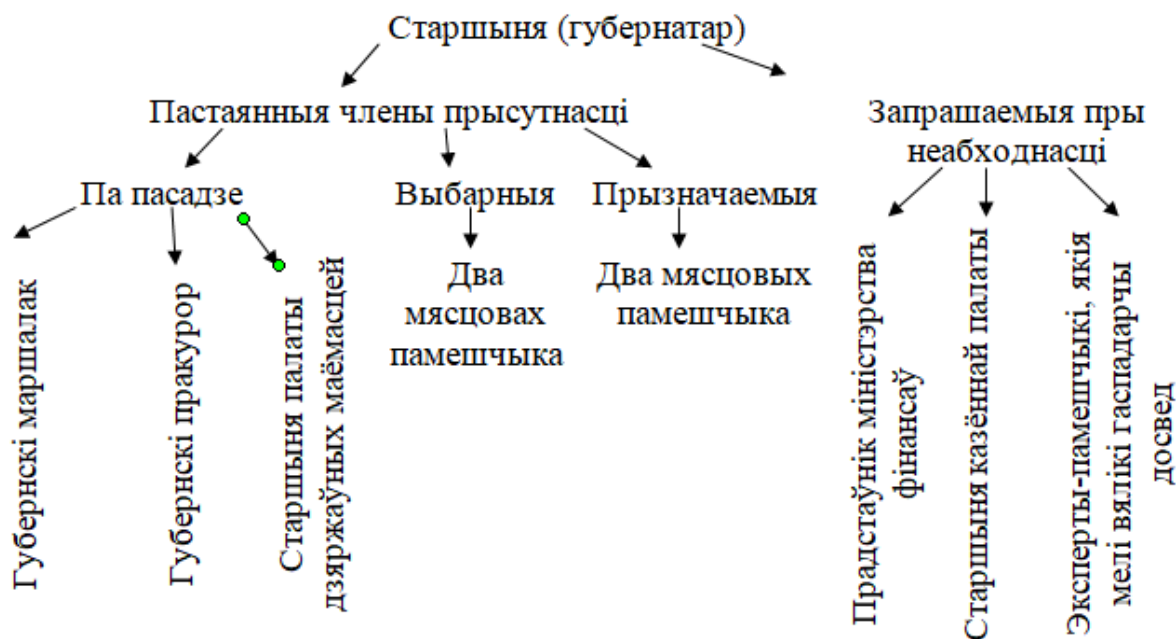 Старшыня (губернатар)
Пастаянныя члены прысутнасці
Запрашаемыя пры
неабходнасці
Па пасадзе
Выбарныя
Прызначаемыя
Губернскі маршалак
Губернскі пракурор
Старшыня палаты
дзяржаўных маёмасцей
Два
мясцовах
памешчыка
Два мясцовых
памешчыка
Прадстаўнік міністэрства
фінансаў
Старшыня казённай палаты
Эксперты-памешчыкі, якія
мелі вялікі гаспадарчы
досвед